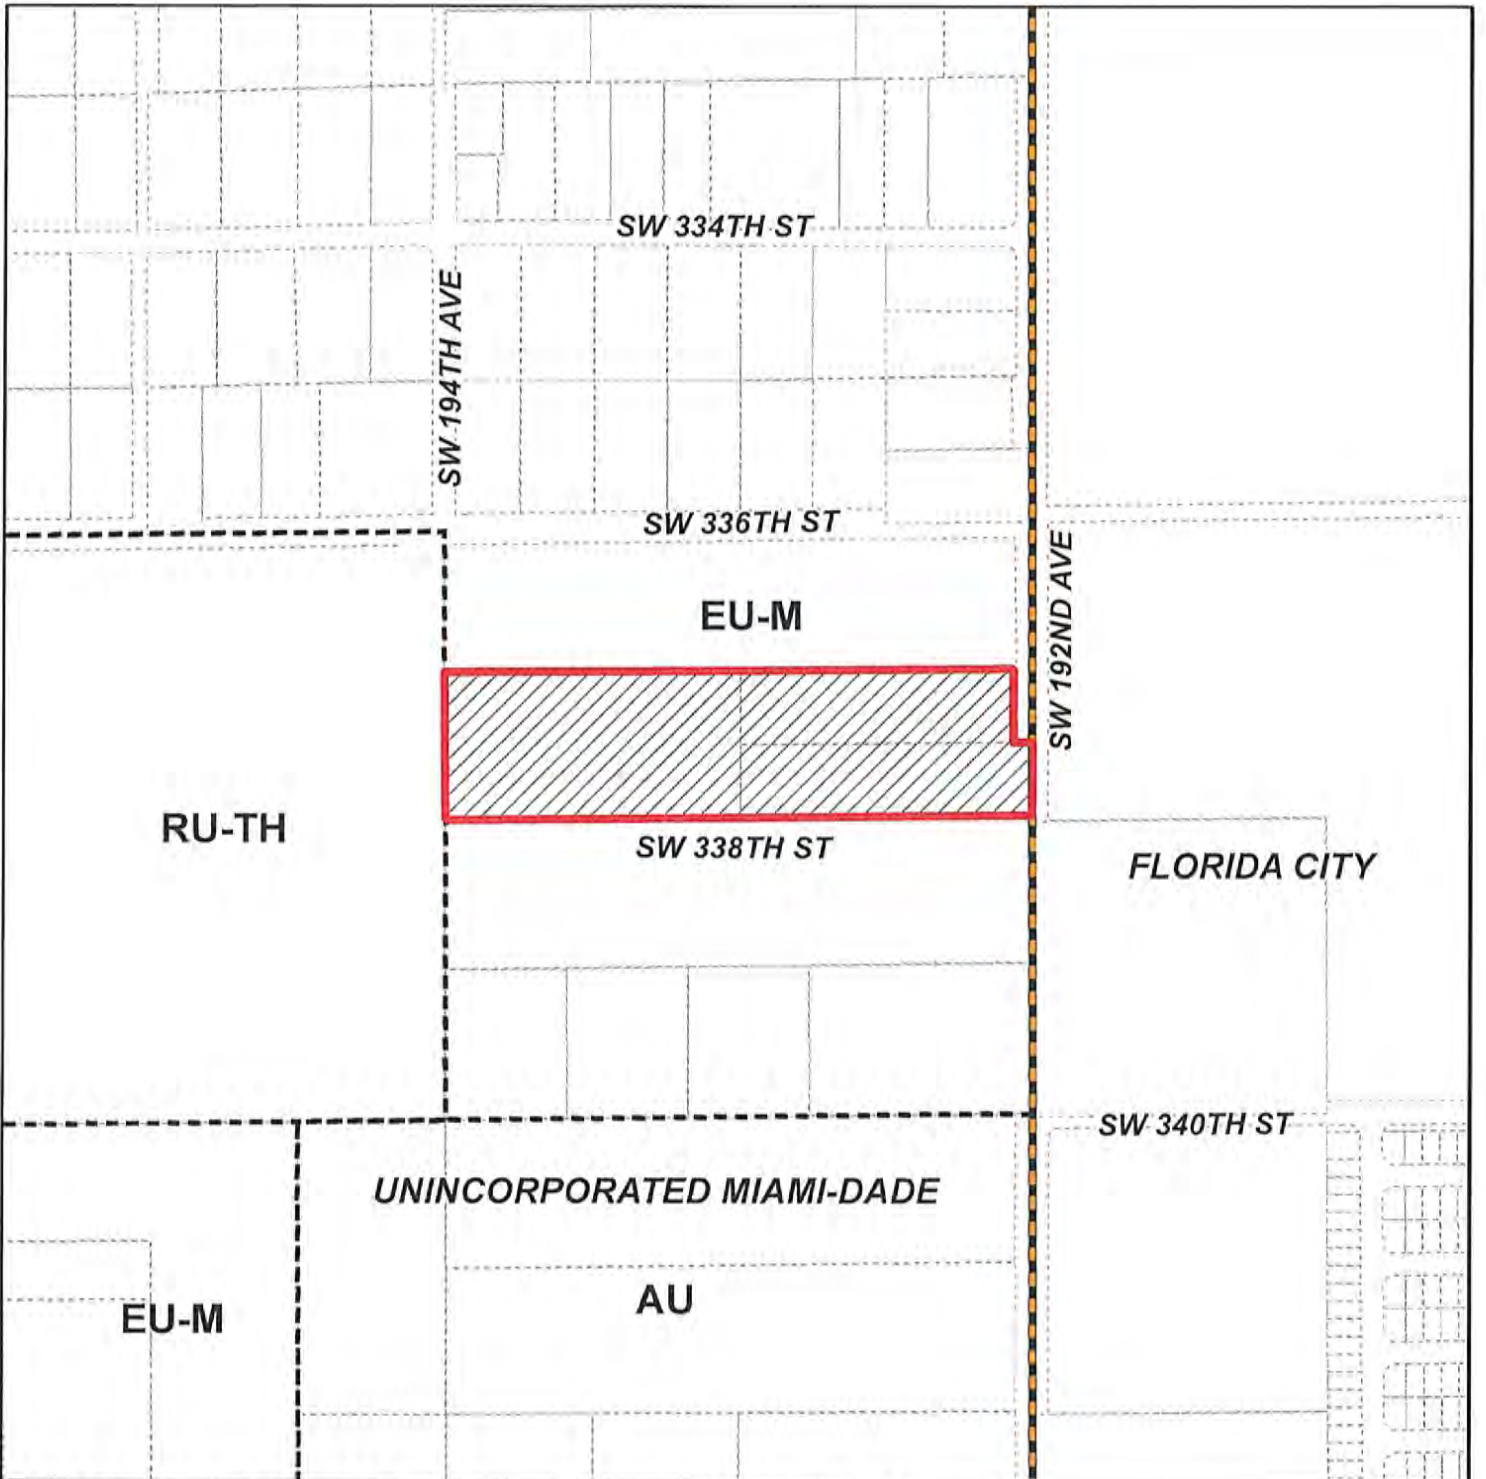 SW 334TH ST
SW 194TH AVE
SW 336TH ST
SW 192ND AVE
EU-M
RU-TH
SW 338TH ST
FLORIDA CITY
SW 340TH ST
UNINCORPORATED MIAMI-DADE
AU
EU-M